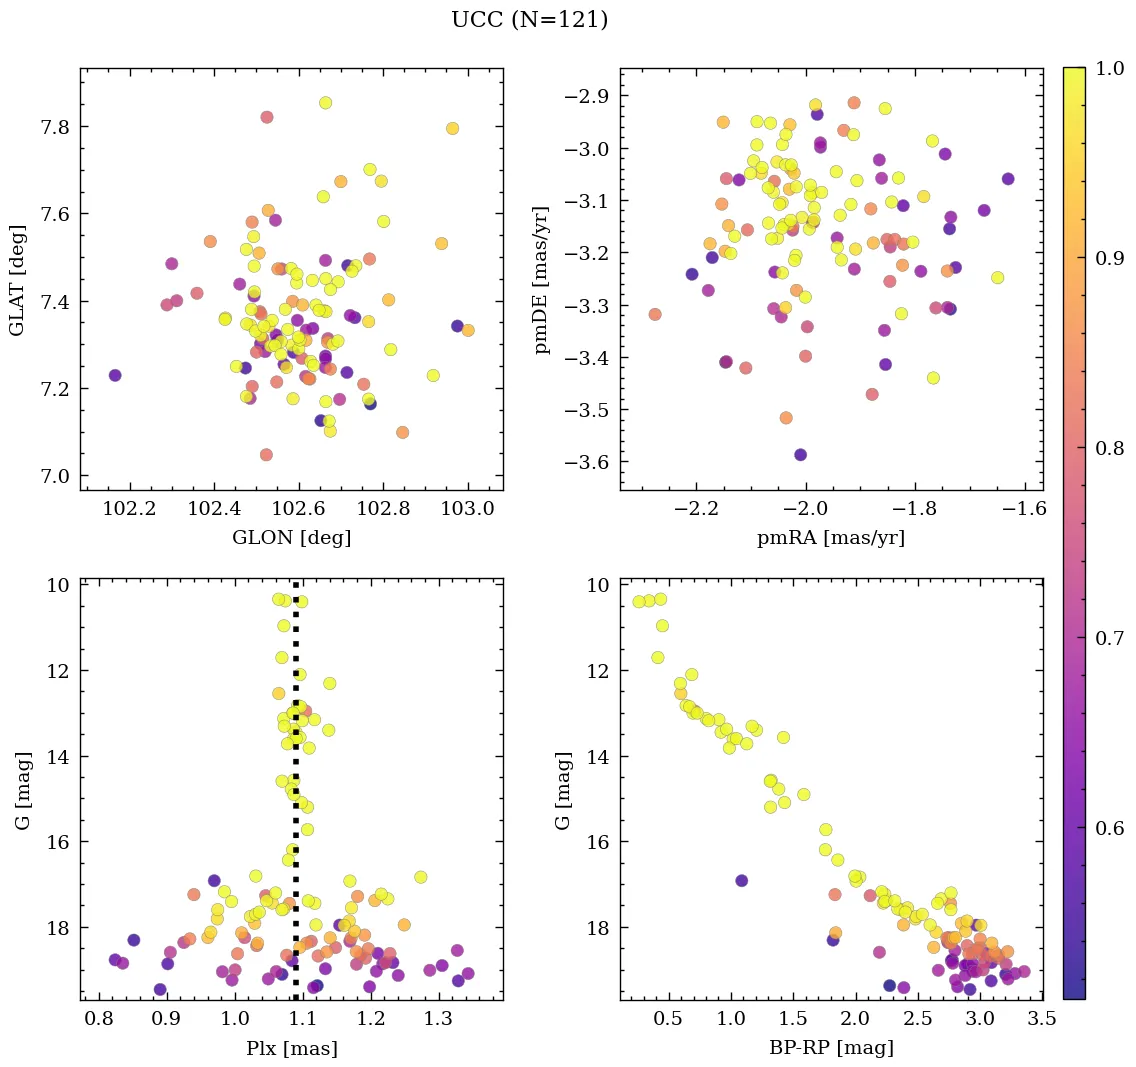 UCC (N=121)
7.8
7.6
7.4
7.2
7.0
GLAT [deg]
102.2 102.4 102.6 102.8 103.0
GLON [deg]
−2.9
−3.0
−3.1
−3.2
−3.3
−3.4
−3.5
−3.6
pmDE [mas/yr]
−2.2 −2.0 −1.8 −1.6
pmRA [mas/yr]
1.0
0.9
0.8
0.7
0.6
10
12
14
16
18
G [mag]
0.8 0.9 1.0 1.1 1.2 1.3
Plx [mas]
10
12
14
16
18
G [mag]
0.5 1.0 1.5 2.0 2.5 3.0 3.5
BP-RP [mag]